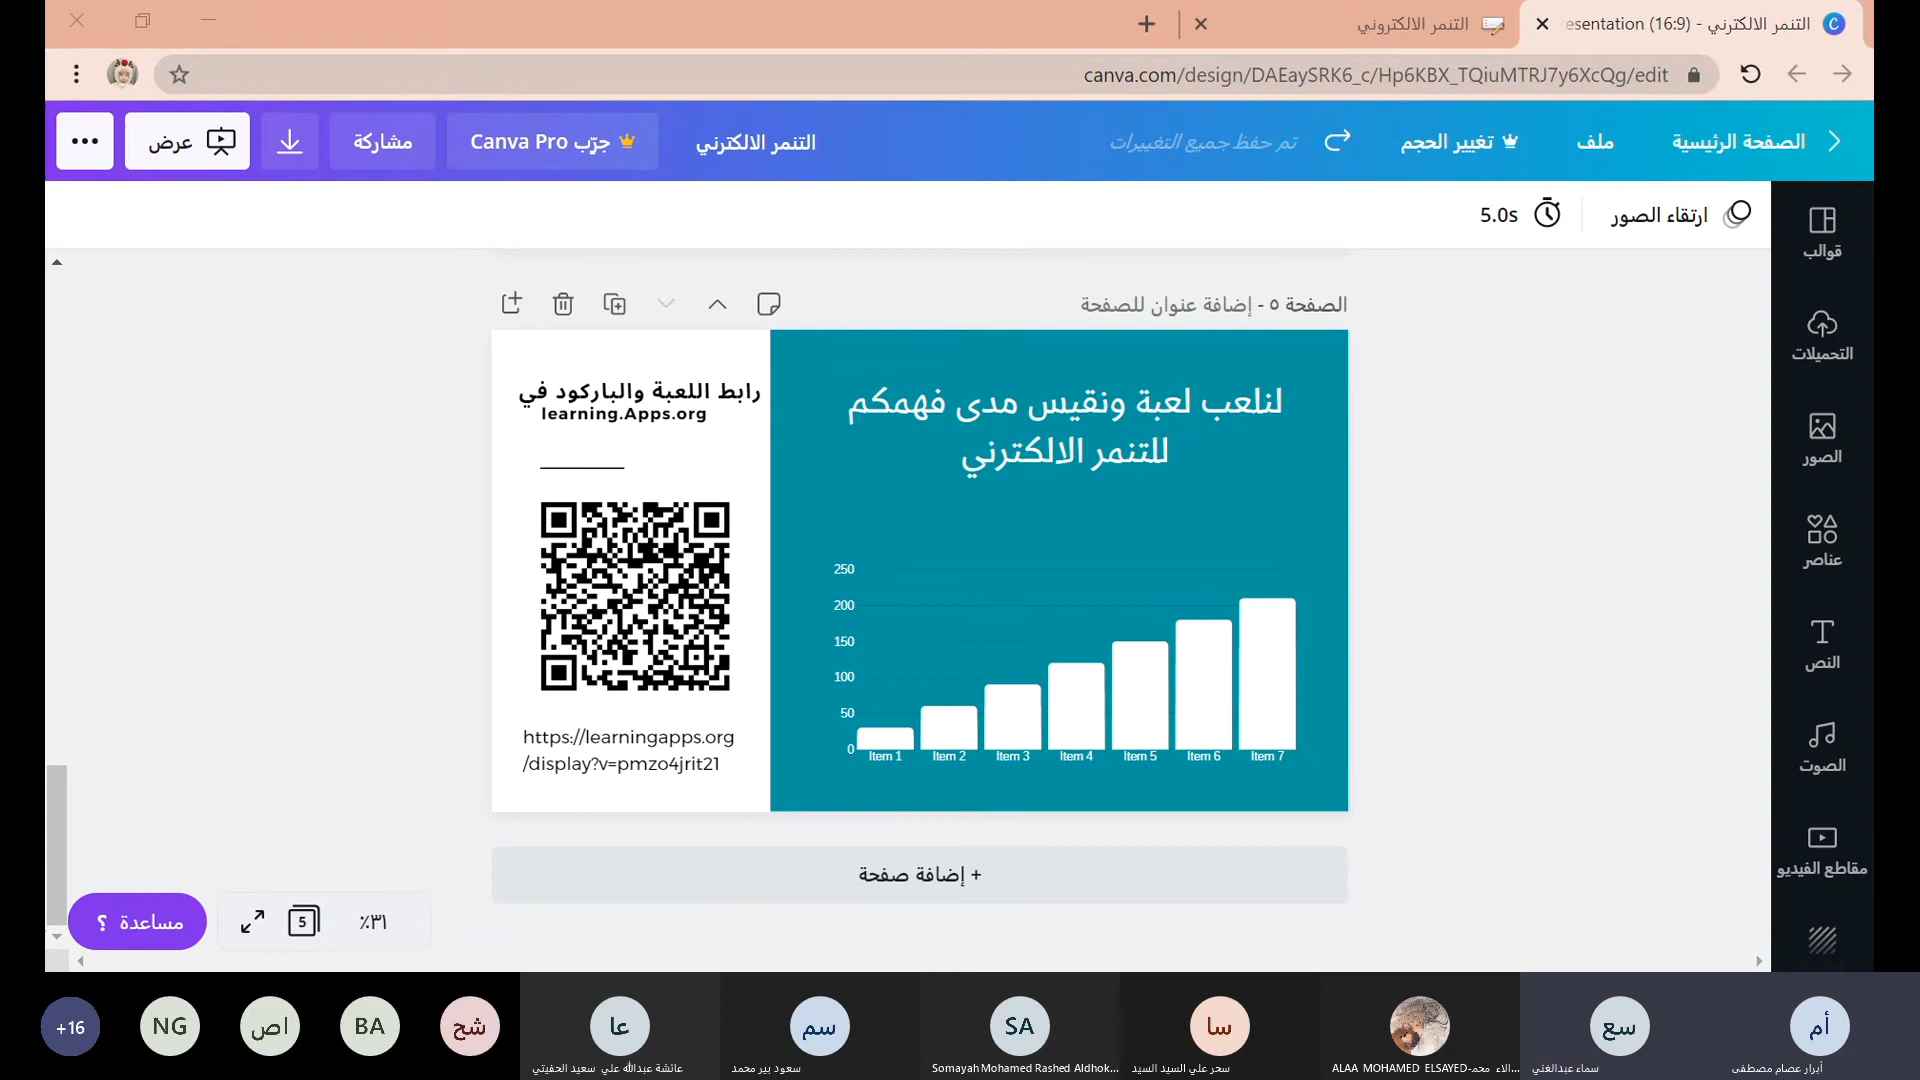 التنمر الالكترني - esentation (16:9)
التنمر الالكتروني
canva.com/design/DAEaySRK6_c/Hp6KBX_TQiuMTRJ7y6XcQg/edit
الصفحة الرئيسية
ملف
تغيير الحجم
تم حفظ جميع التغييرات
التنمر الالكترني
جرّب Canva Pro
مشاركة
عرض
ارتقاء الصور
5.0s
قوالب
التحميلات
الصور
عناصر
النص
الصوت
مقاطع الفيديو
الصفحة ٥ - إضافة عنوان للصفحة
لنلعب لعبة ونقيس مدى فهمكم
للتنمر الالكترني
250
200
150
100
50
0
Item 1 Item 2 Item 3 Item 4 Item 5 Item 6 Item 7
رابط اللعبة والباركود في
learning.Apps.org
https://learningapps.org
/display?v=pmzo4jrit21
+ إضافة صفحة
٣١٪
5
مساعدة ؟
+16
NG
اص
BA
شح
عا
سم
SA
سا
سع
أم
عائشة عبدالله علي سعيد الحفيتي
سعود بير محمد
Somayah Mohamed Rashed Aldhok...
سحر علي السيد السيد
ALAA MOHAMED ELSAYED-الاء محم...
سماء عبدالغني
أبرار عصام مصطفى